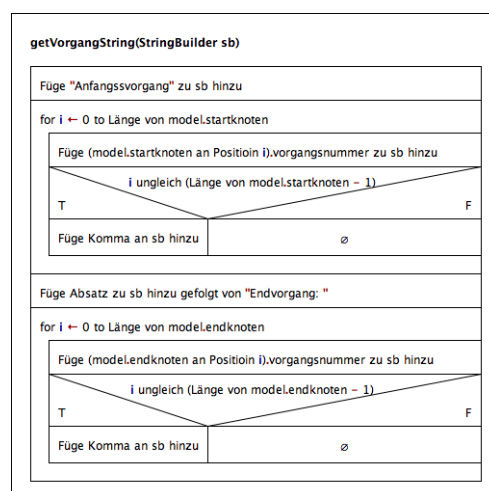 getVorgangString(StringBuilder sb)
Füge "Anfangssvorgang" zu sb hinzu
for i ← 0 to Länge von model.startknoten
Füge (model.startknoten an Positioin i).vorgangsnummer zu sb hinzu
i ungleich (Länge von model.startknoten − 1)
T F
Füge Komma an sb hinzu ∅
Füge Absatz zu sb hinzu gefolgt von "Endvorgang: "
for i ← 0 to Länge von model.endknoten
Füge (model.endknoten an Positioin i).vorgangsnummer zu sb hinzu
i ungleich (Länge von model.endknoten − 1)
T F
Füge Komma an sb hinzu ∅